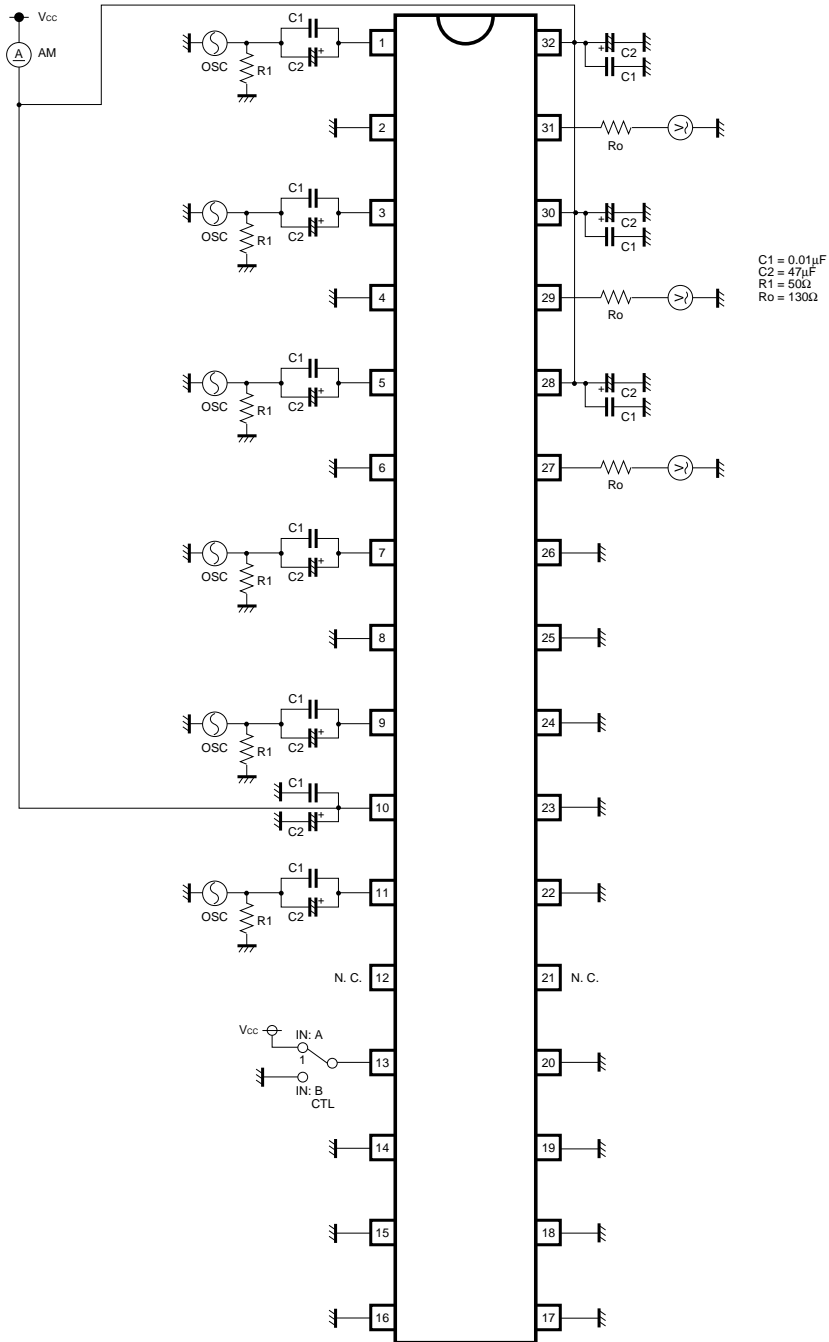 Vcc
A
AM
C1
C2
+
OSC
R1
1
32
+
C2
C1
2
31
Ro
V
C1
C2
+
OSC
R1
3
30
+
C2
C1
C1 = 0.01µF
C2 = 47µF
R1 = 50Ω
Ro = 130Ω
4
29
Ro
V
C1
C2
+
OSC
R1
5
28
+
C2
C1
6
27
Ro
V
C1
C2
+
OSC
R1
7
26
8
25
C1
C2
+
OSC
R1
9
24
C1
C2
+
10
23
C1
C2
+
OSC
R1
11
22
N. C.
12
21
N. C.
Vcc
IN: A
1
IN: B
CTL
13
20
14
19
15
18
16
17